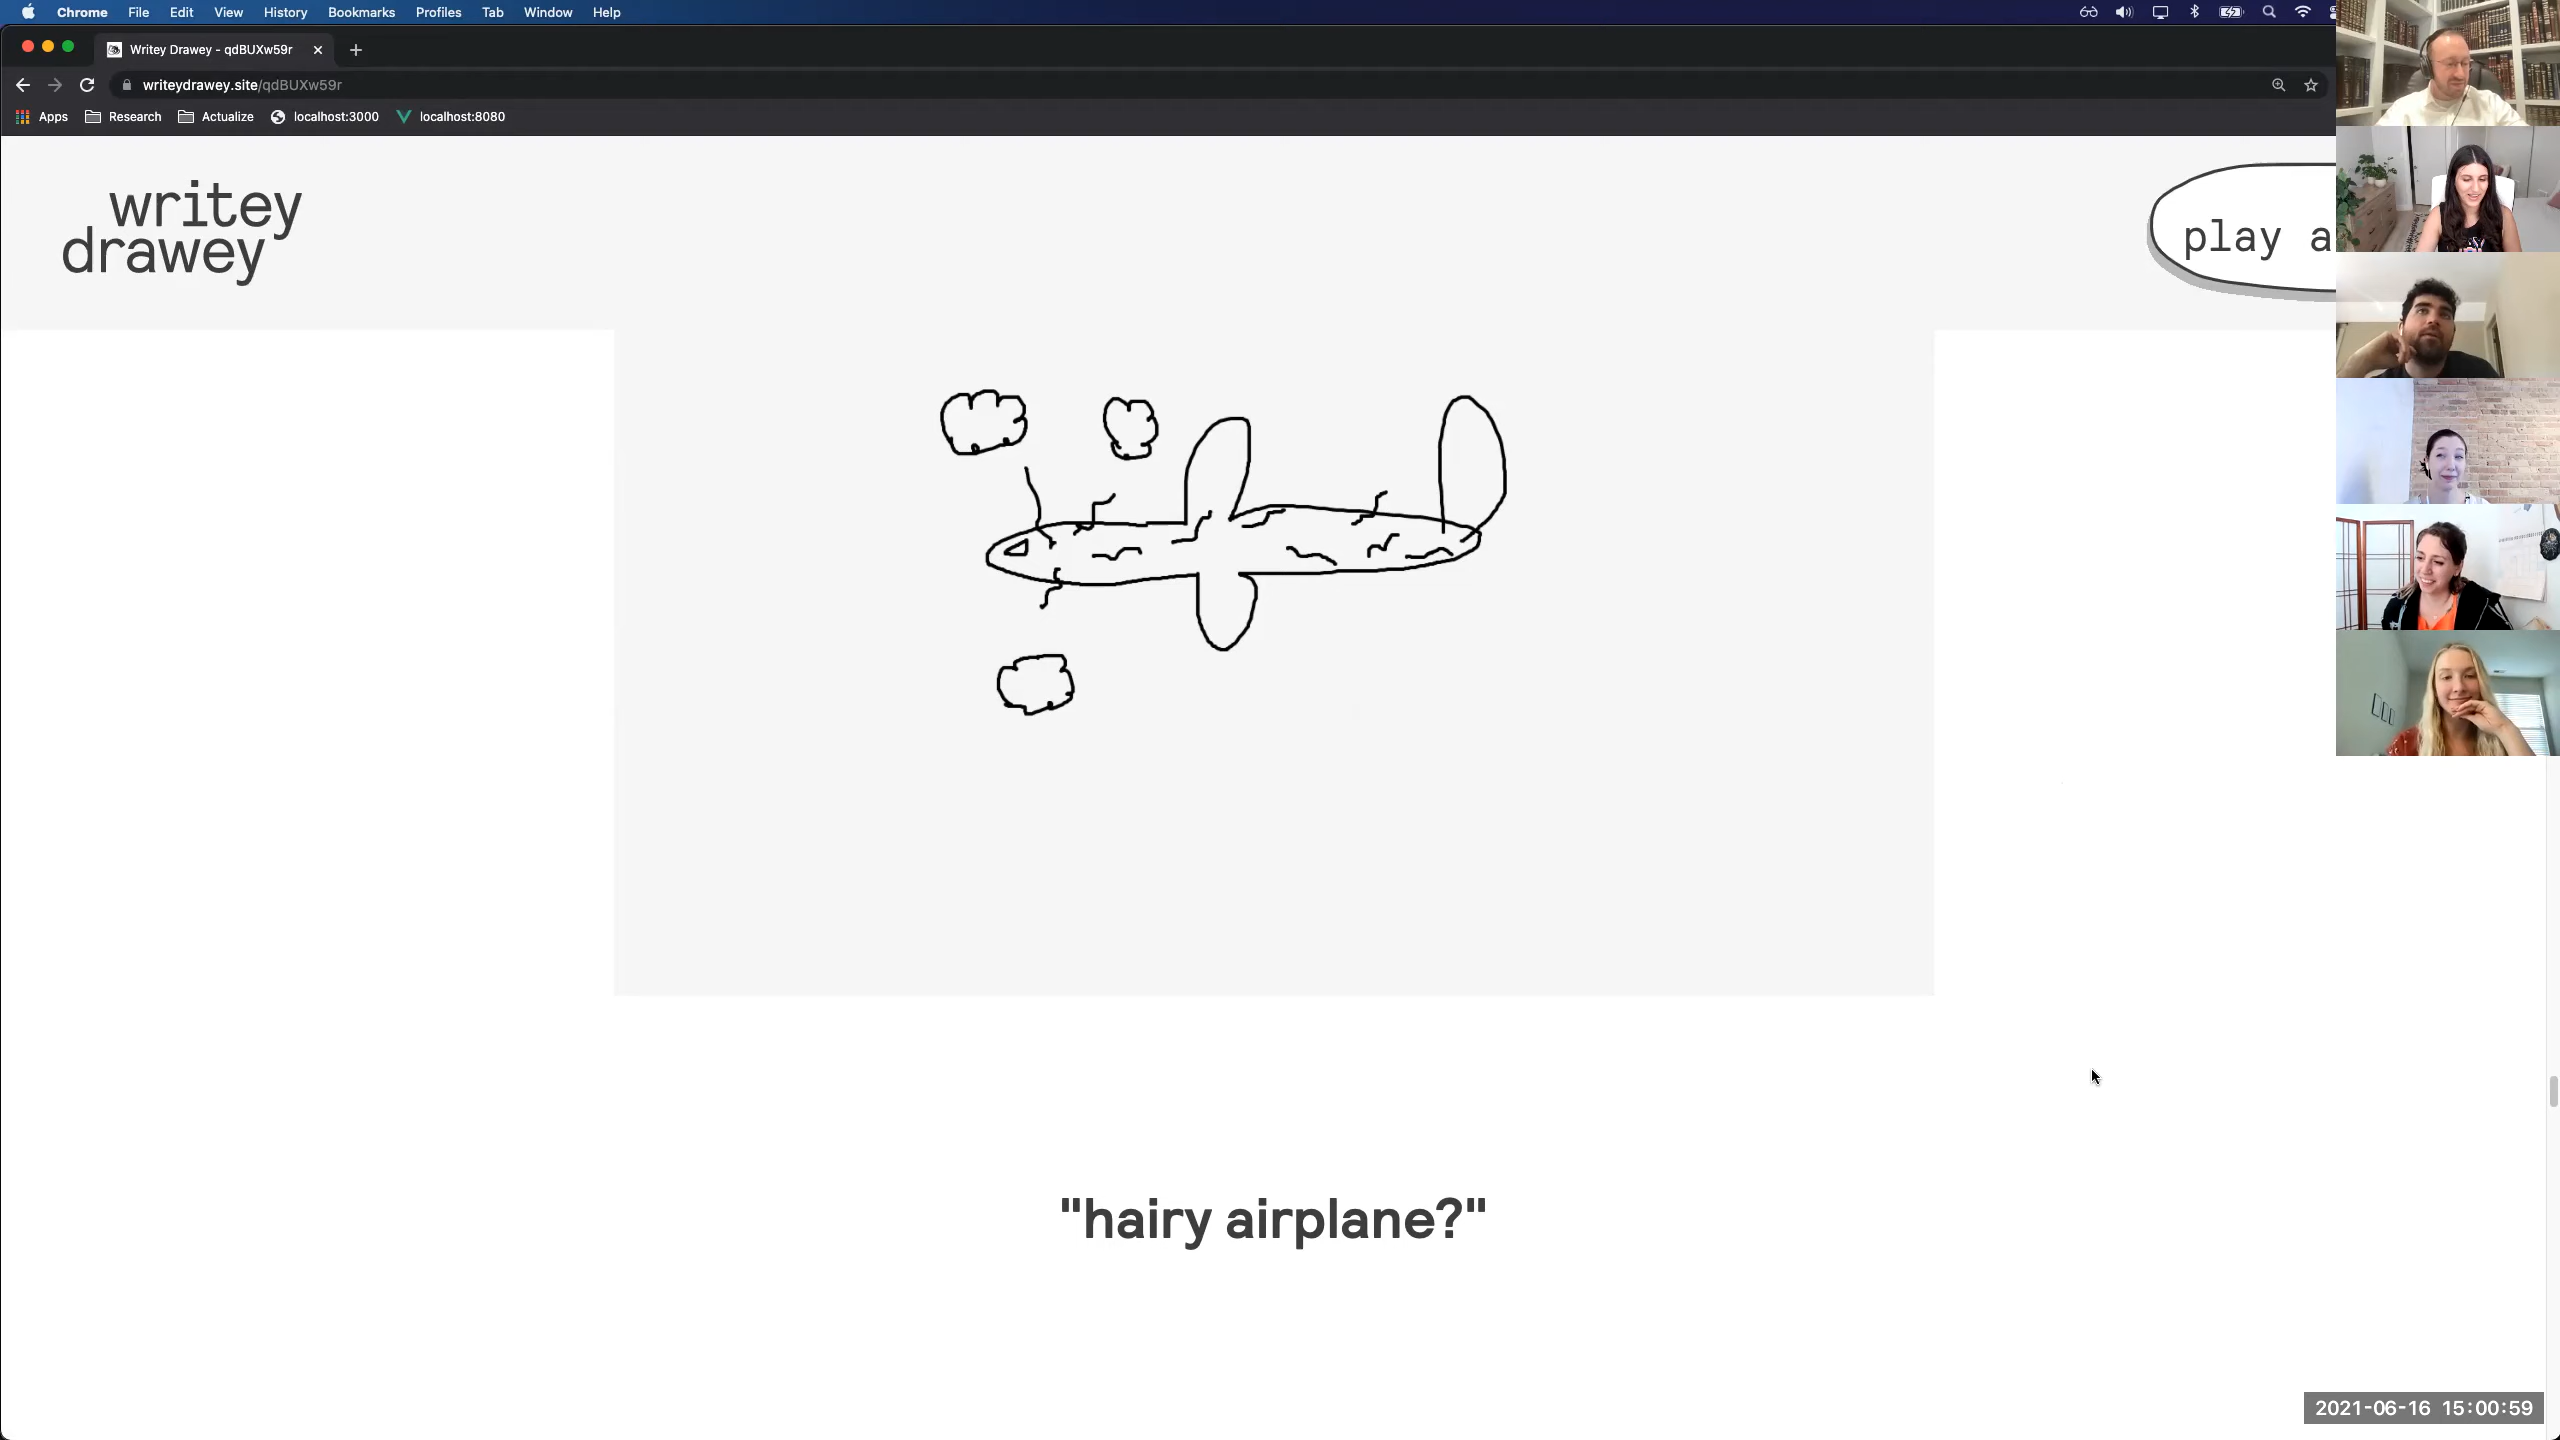 Chrome File Edit View History Bookmarks Profiles Tab Window Help
Writey Drawey - qdBUXw59r
writeydrawey.site/qdBUXw59r
Apps Research Actualize localhost:3000 localhost:8080
writey
drawey
play a
"hairy airplane?"
2021-06-16 15:00:59